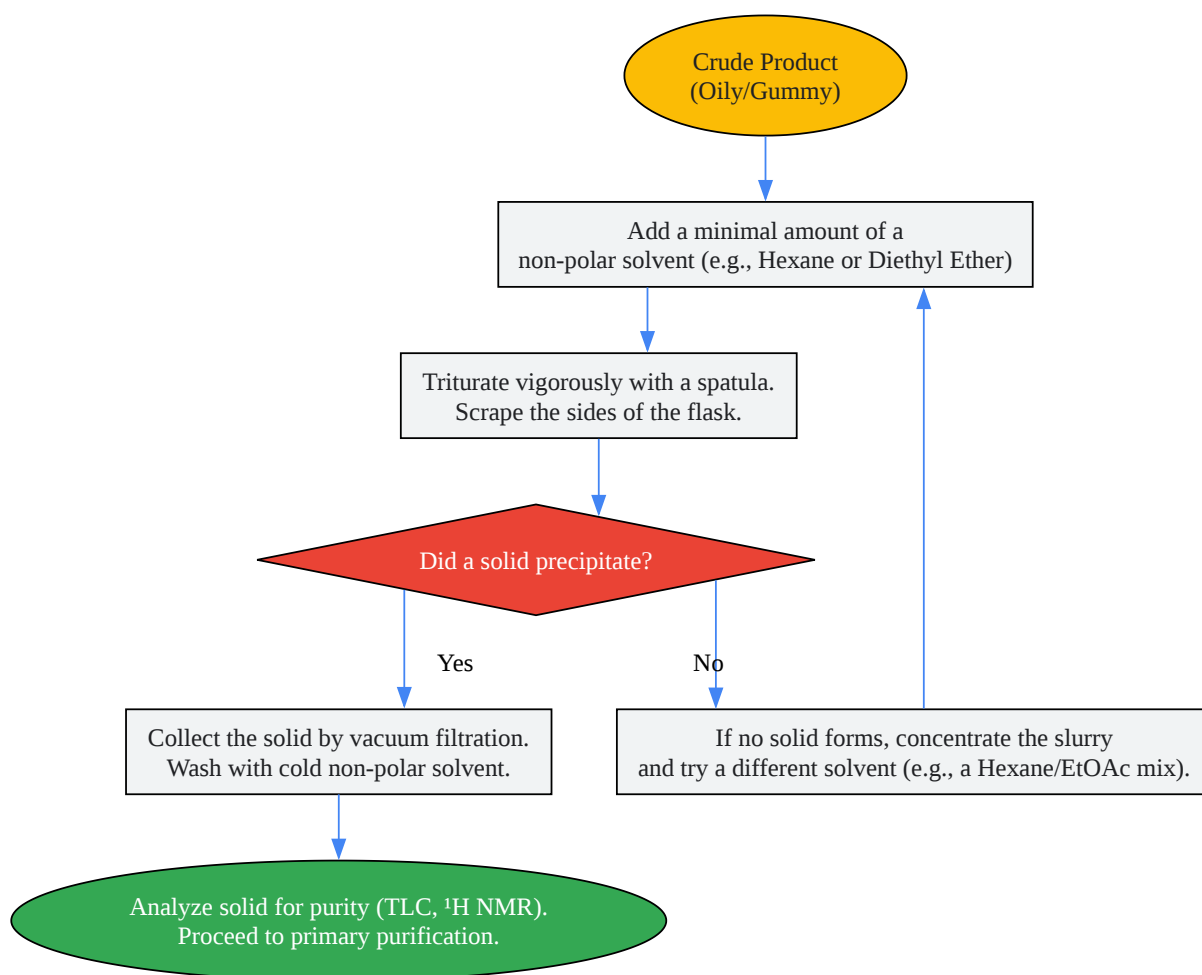 Crude Product
(Oily/Gummy)
Add a minimal amount of a
non-polar solvent (e.g., Hexane or Diethyl Ether)
Triturate vigorously with a spatula.
Scrape the sides of the flask.
Did a solid precipitate?
Yes
No
Collect the solid by vacuum filtration.
Wash with cold non-polar solvent.
If no solid forms, concentrate the slurry
and try a different solvent (e.g., a Hexane/EtOAc mix).
Analyze solid for purity (TLC, ¹H NMR).
Proceed to primary purification.